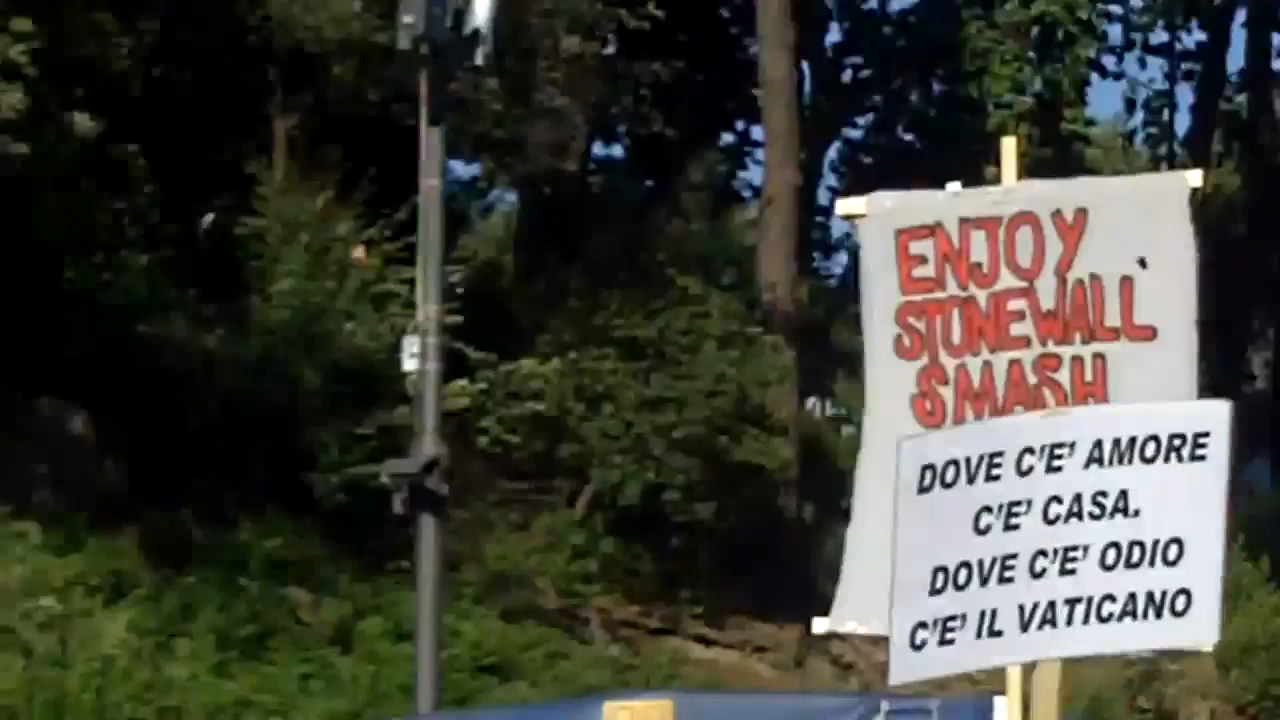 ENJOY
STONEWALL
SMASH
DOVE C'E' AMORE
C'E' CASA.
DOVE C'E' ODIO
C'E' IL VATICANO